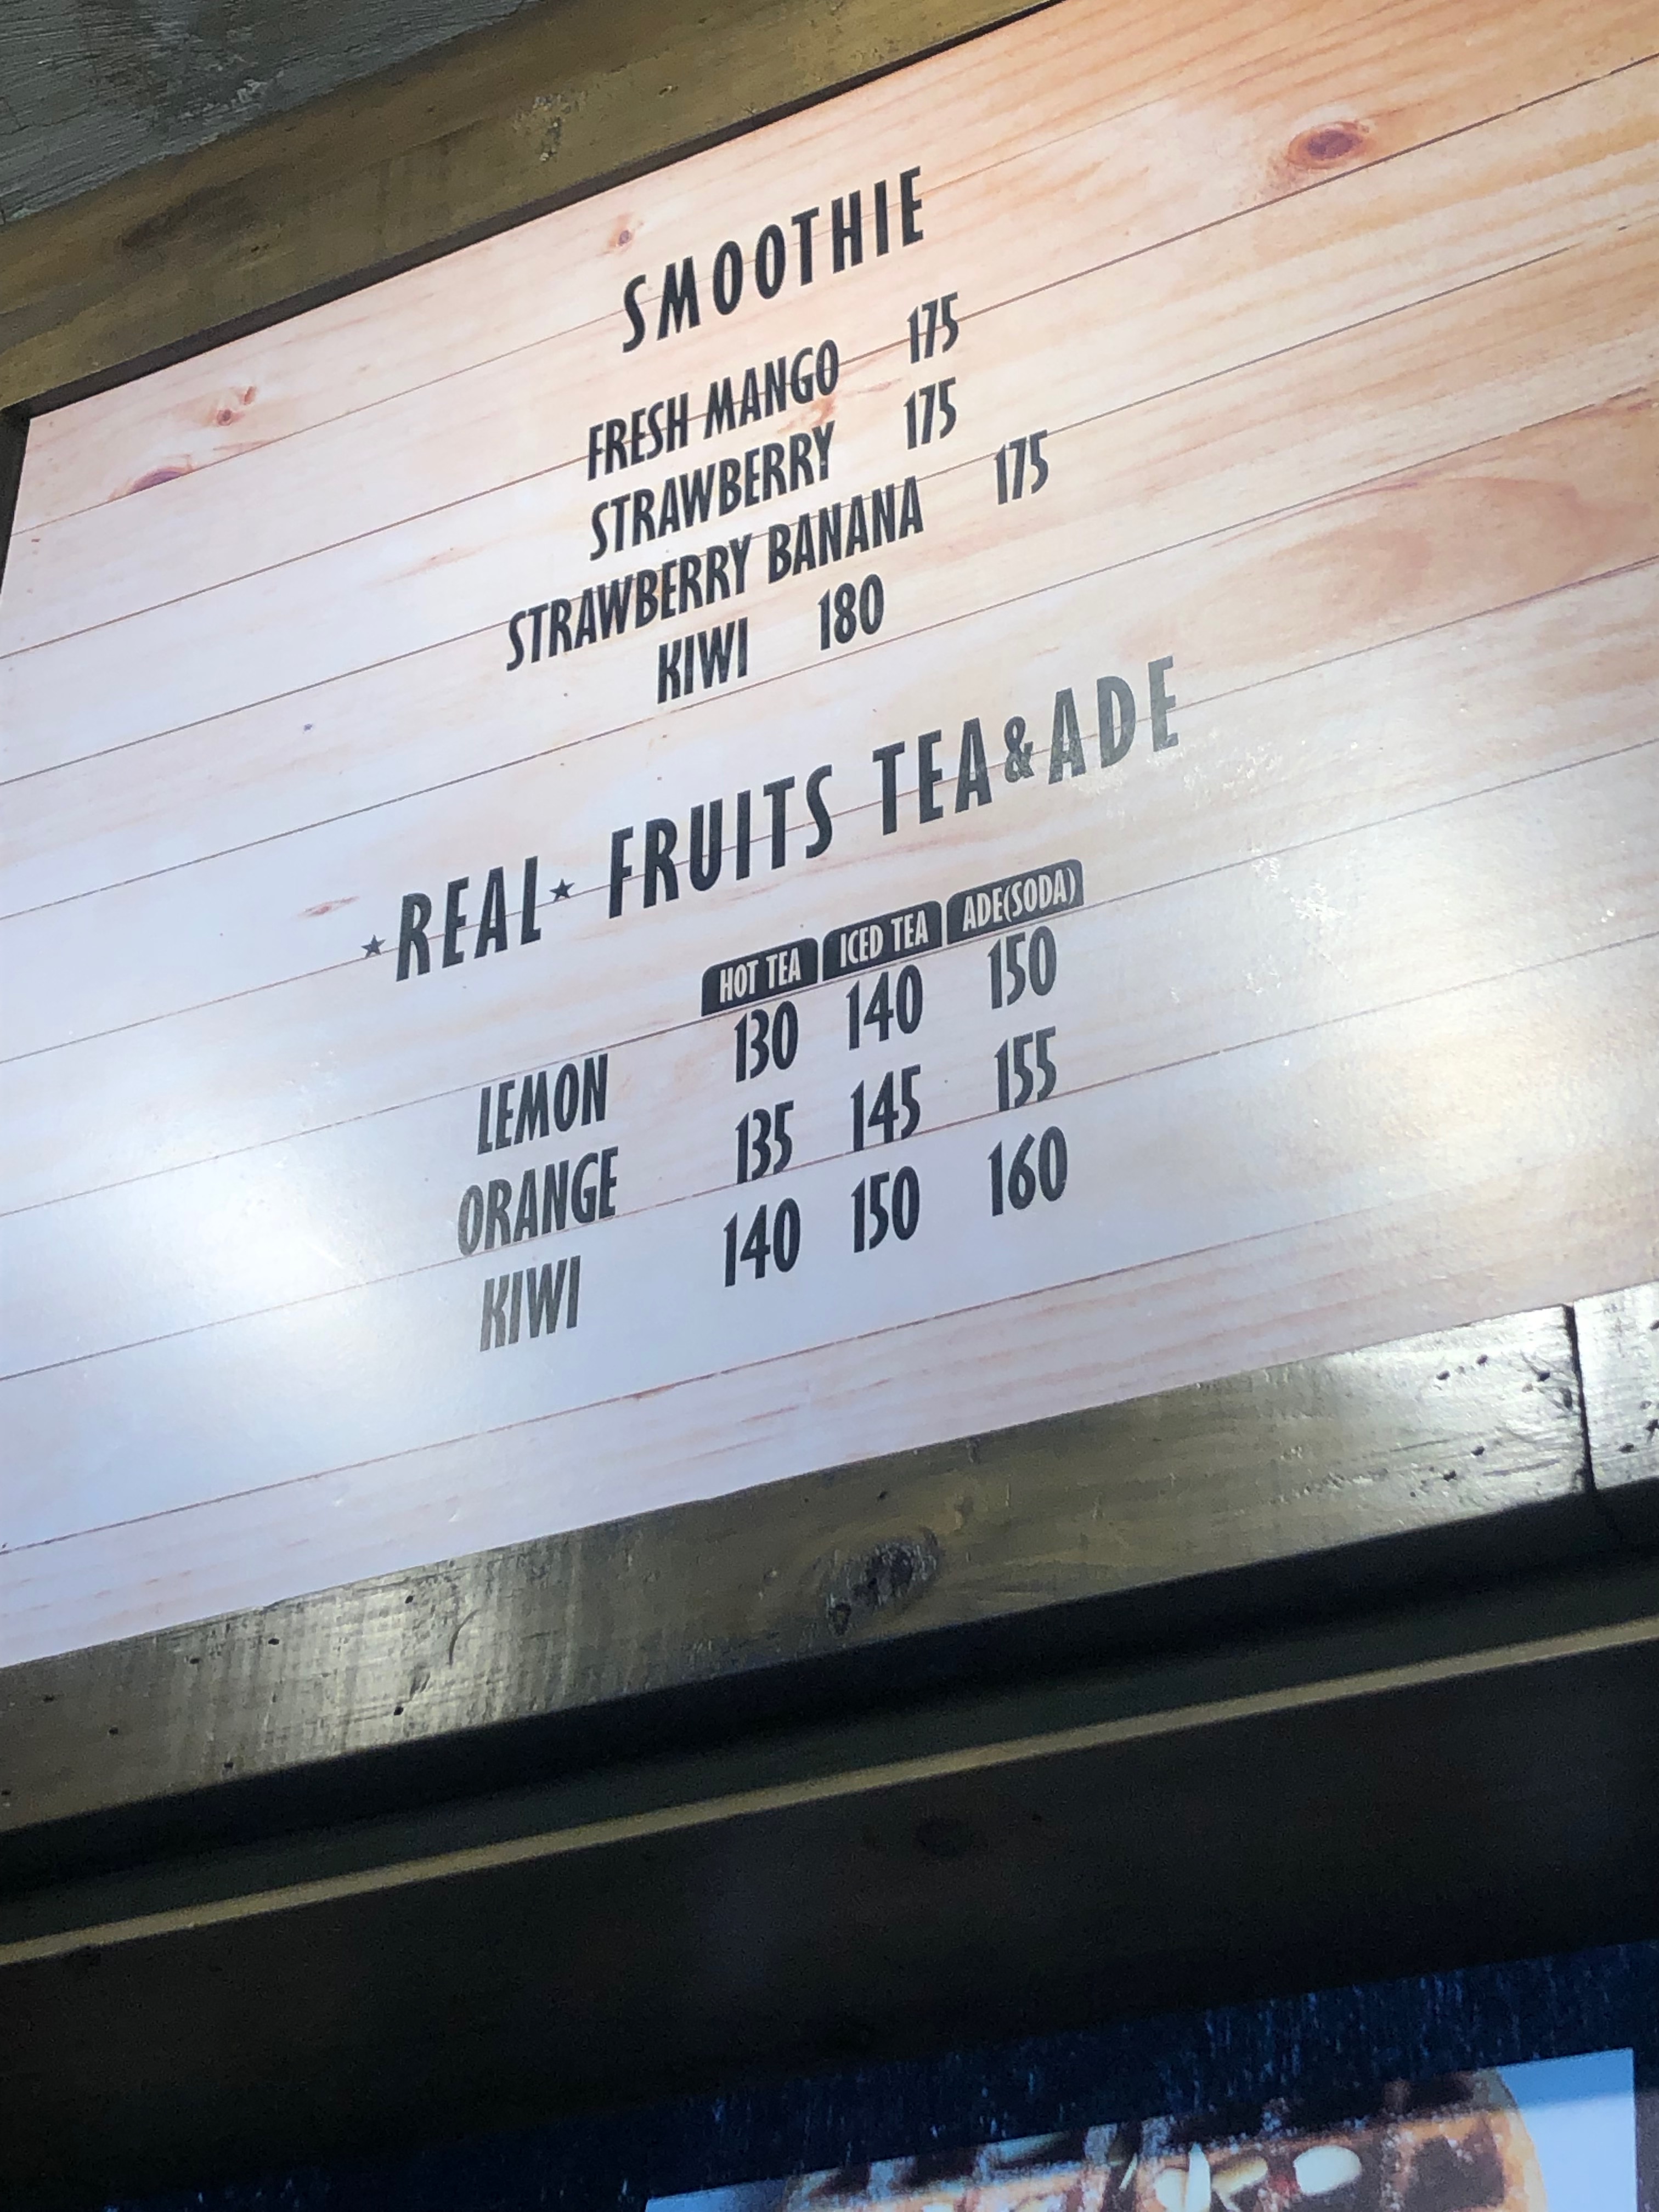 SMOOTHIE
FRESH MANGO 175
STRAWBERRY 175
STRAWBERRY BANANA 175
KIWI 180
★REAL★ FRUITS TEA&ADE
HOT TEA ICED TEA ADE(SODA)
LEMON 130 140 150
ORANGE 135 145 155
KIWI 140 150 160